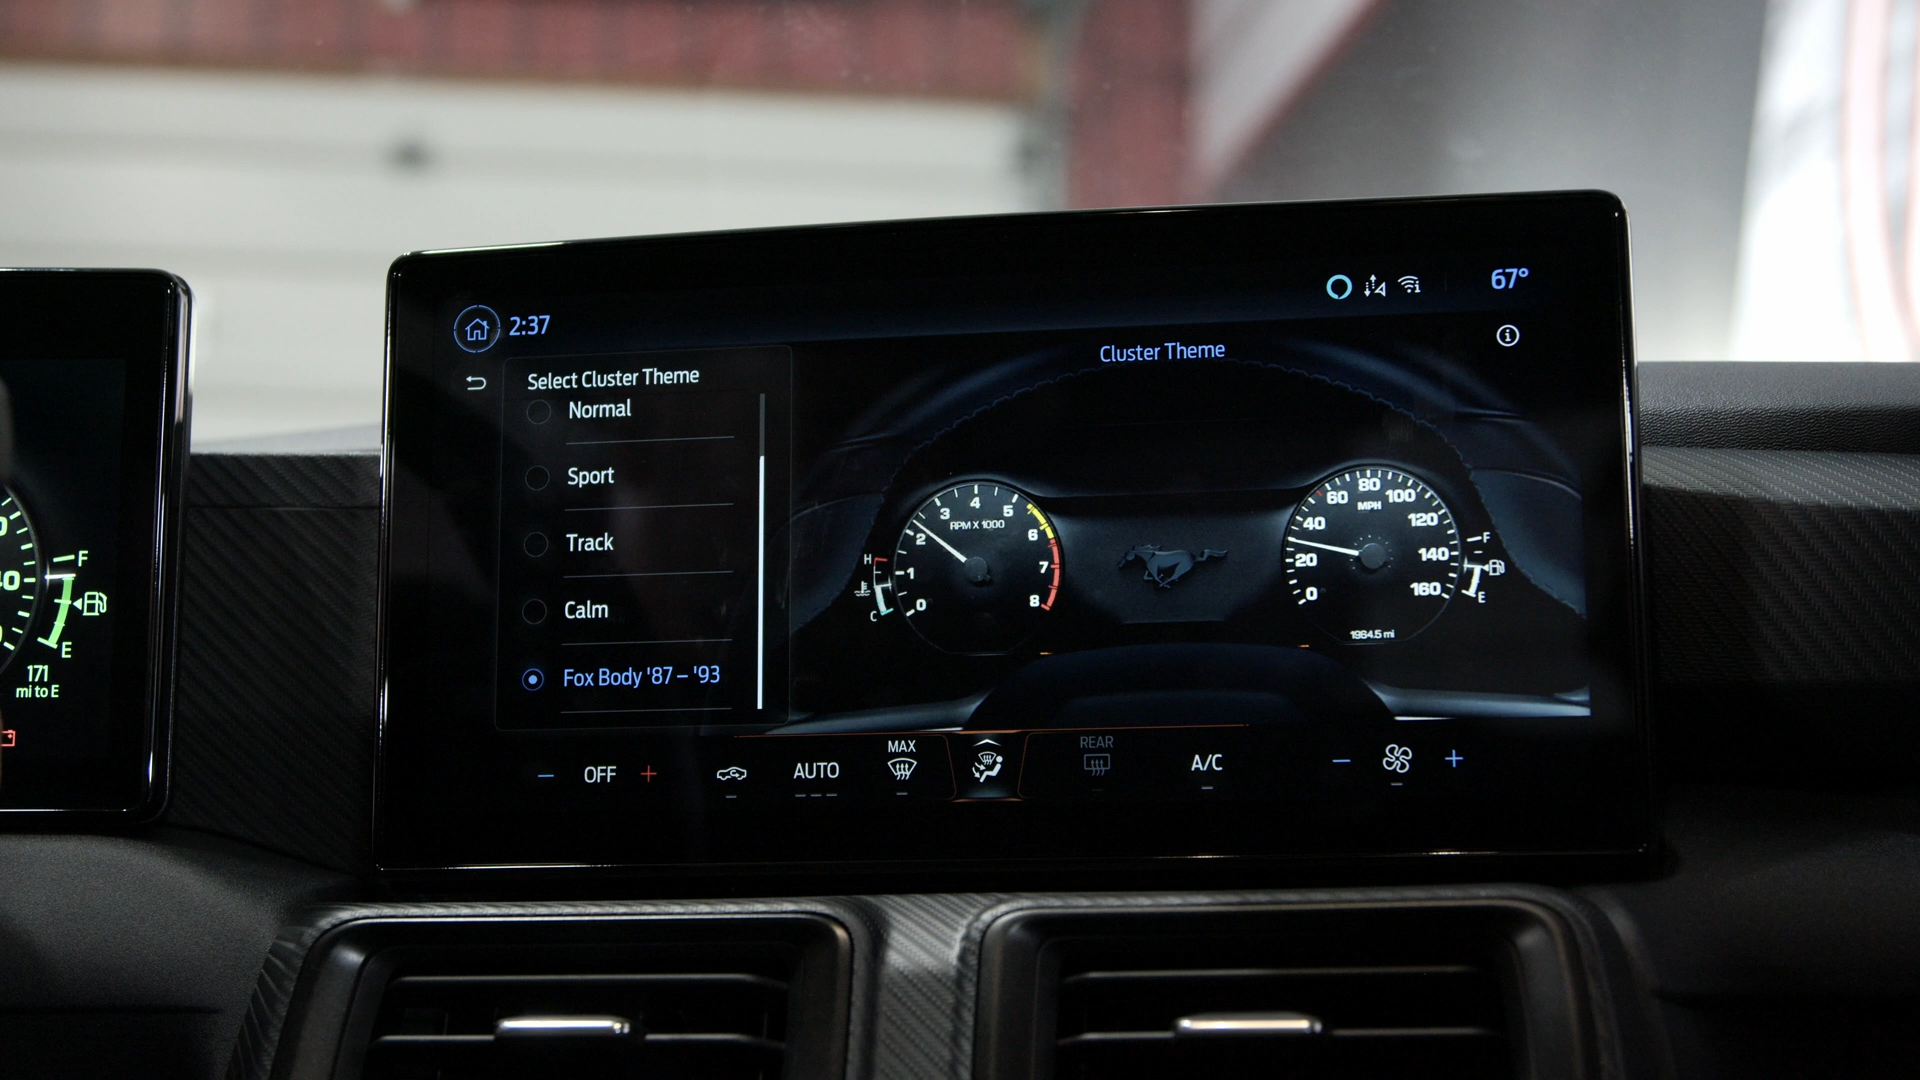 2:37
67°
Select Cluster Theme
Normal
Sport
Track
Calm
Fox Body '87 – '93
Cluster Theme
0 1 2 3 4 5 6 7 8
RPM X 1000
H
C
0 20 40 60 80 100 120 140 160
MPH
1964.5 mi
F
E
F
E
171
mi to E
OFF
AUTO
MAX
REAR
A/C